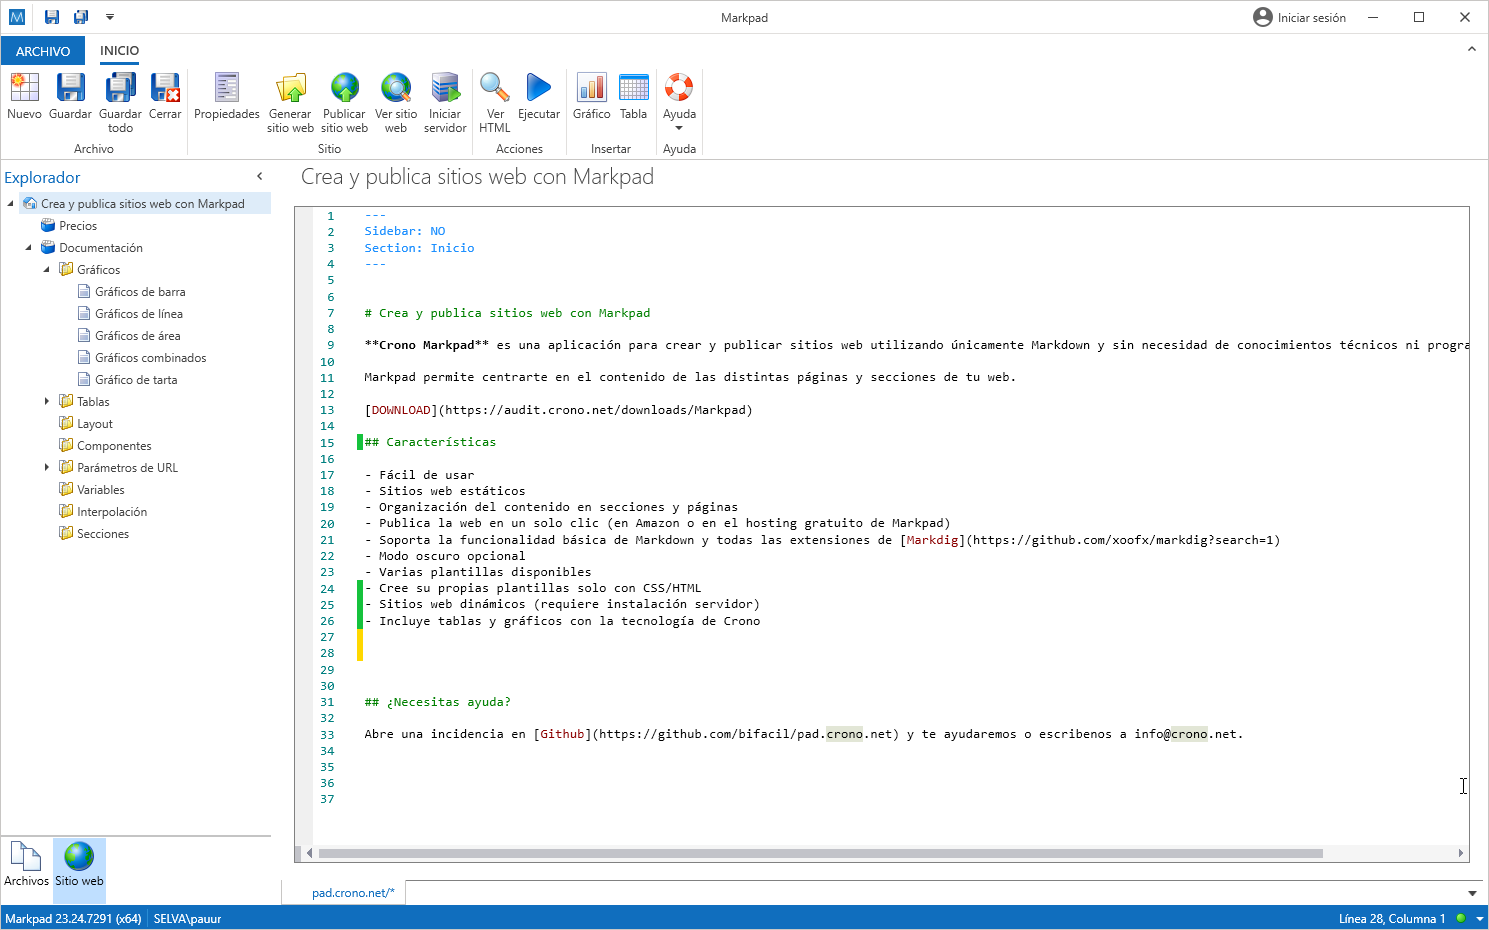 M
Markpad
Iniciar sesión
ARCHIVO
INICIO
Nuevo
Guardar
Guardar
todo
Cerrar
Archivo
Propiedades
Generar
sitio web
Publicar
sitio web
Ver sitio
web
Iniciar
servidor
Sitio
Ver
HTML
Ejecutar
Acciones
Gráfico
Tabla
Insertar
Ayuda
Ayuda
Explorador
Crea y publica sitios web con Markpad
Precios
Documentación
Gráficos
Gráficos de barra
Gráficos de línea
Gráficos de área
Gráficos combinados
Gráfico de tarta
Tablas
Layout
Componentes
Parámetros de URL
Variables
Interpolación
Secciones
Archivos
Sitio web
Crea y publica sitios web con Markpad
1 ---
2 Sidebar: NO
3 Section: Inicio
4 ---
5
6
7 # Crea y publica sitios web con Markpad
8
9 **Crono Markpad** es una aplicación para crear y publicar sitios web utilizando únicamente Markdown y sin necesidad de conocimientos técnicos ni progra
10
11 Markpad permite centrarte en el contenido de las distintas páginas y secciones de tu web.
12
13 [DOWNLOAD](https://audit.crono.net/downloads/Markpad)
14
15 ## Características
16
17 - Fácil de usar
18 - Sitios web estáticos
19 - Organización del contenido en secciones y páginas
20 - Publica la web en un solo clic (en Amazon o en el hosting gratuito de Markpad)
21 - Soporta la funcionalidad básica de Markdown y todas las extensiones de [Markdig](https://github.com/xoofx/markdig?search=1)
22 - Modo oscuro opcional
23 - Varias plantillas disponibles
24 - Cree su propias plantillas solo con CSS/HTML
25 - Sitios web dinámicos (requiere instalación servidor)
26 - Incluye tablas y gráficos con la tecnología de Crono
27
28
29
30
31 ## ¿Necesitas ayuda?
32
33 Abre una incidencia en [Github](https://github.com/bifacil/pad.crono.net) y te ayudaremos o escribenos a info@crono.net.
34
35
36
37
pad.crono.net/*
Markpad 23.24.7291 (x64)
SELVA\pauur
Línea 28, Columna 1